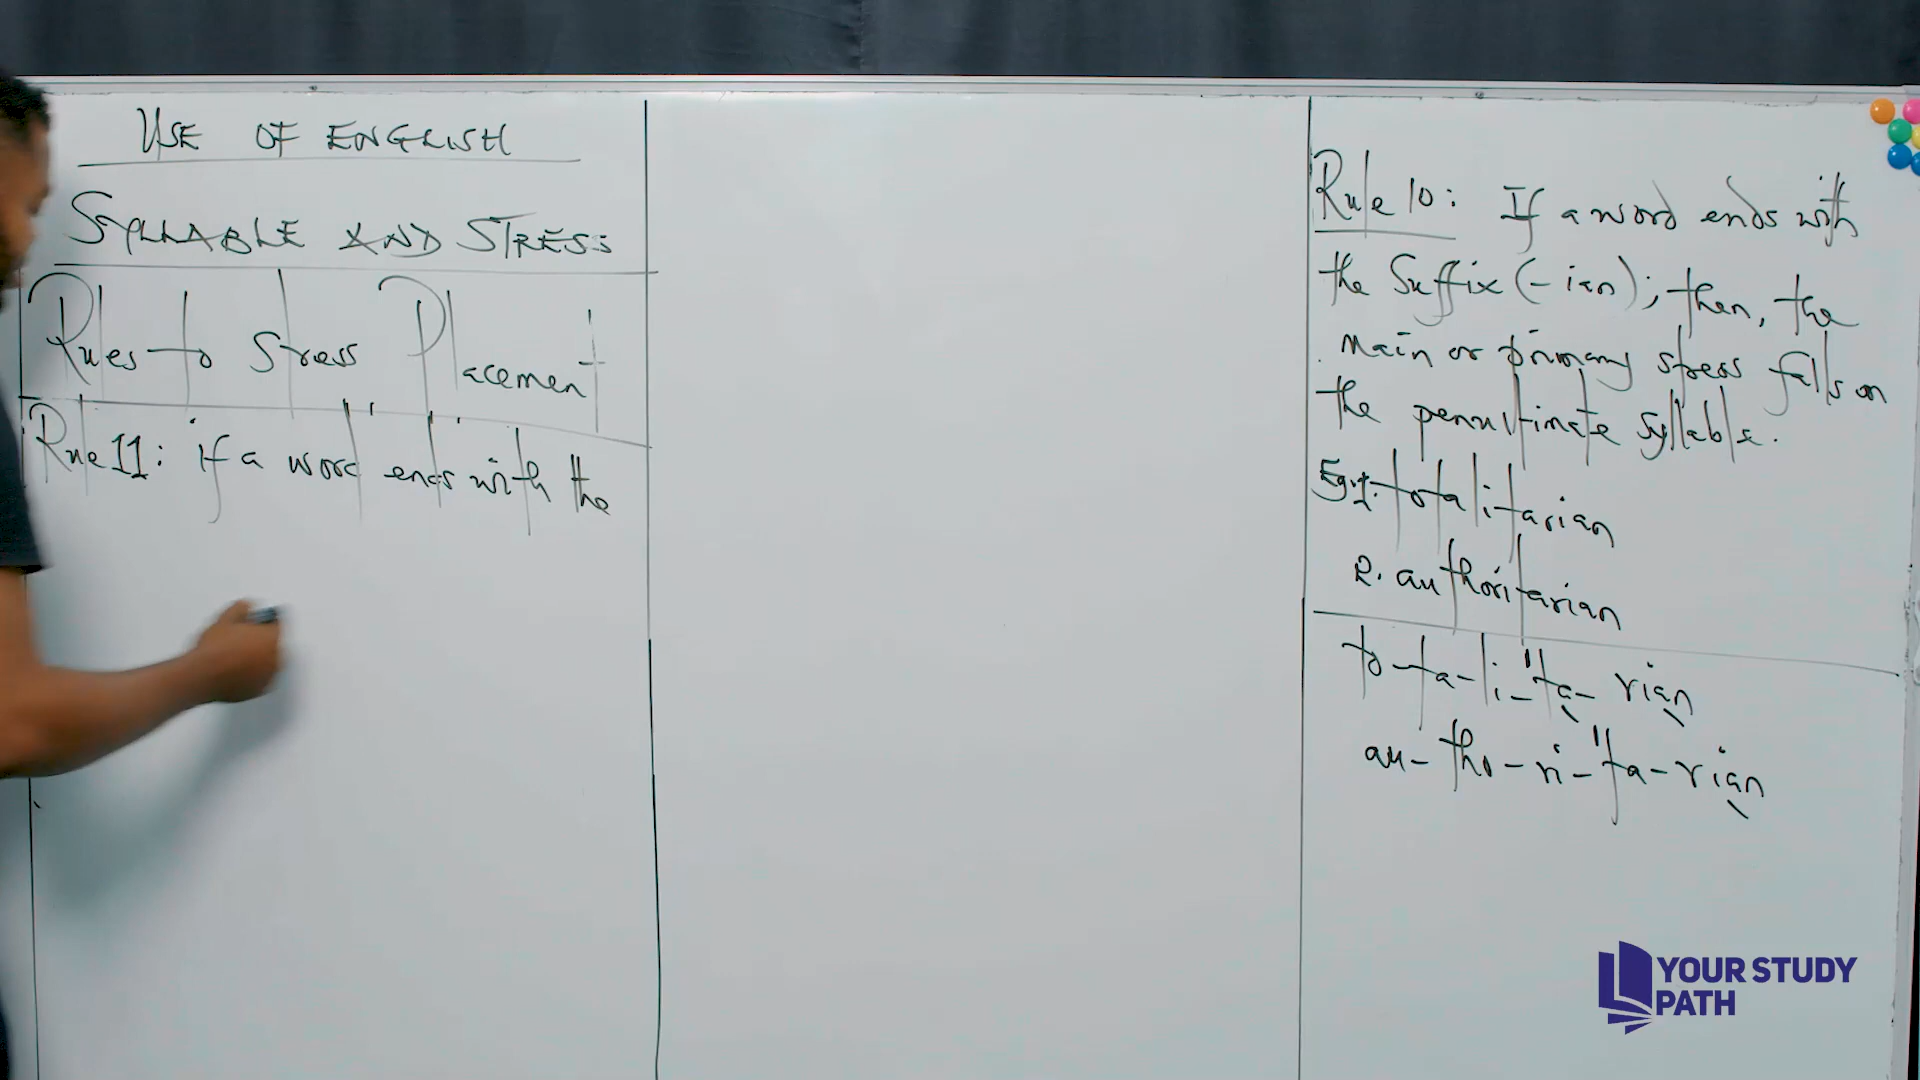 USE OF ENGLISH
SYLLABLE AND STRESS
Rules to Stress Placement
Rule 11: if a word ends with the
Rule 10: If a word ends with
the Suffix (-ian); then, the
main or primary stress falls on
the penultimate syllable.
Eg. 1. totalitarian
2. authoritarian
to-ta-li-"ta-rian
au-tho-ri-"ta-rian
YOUR STUDY
PATH